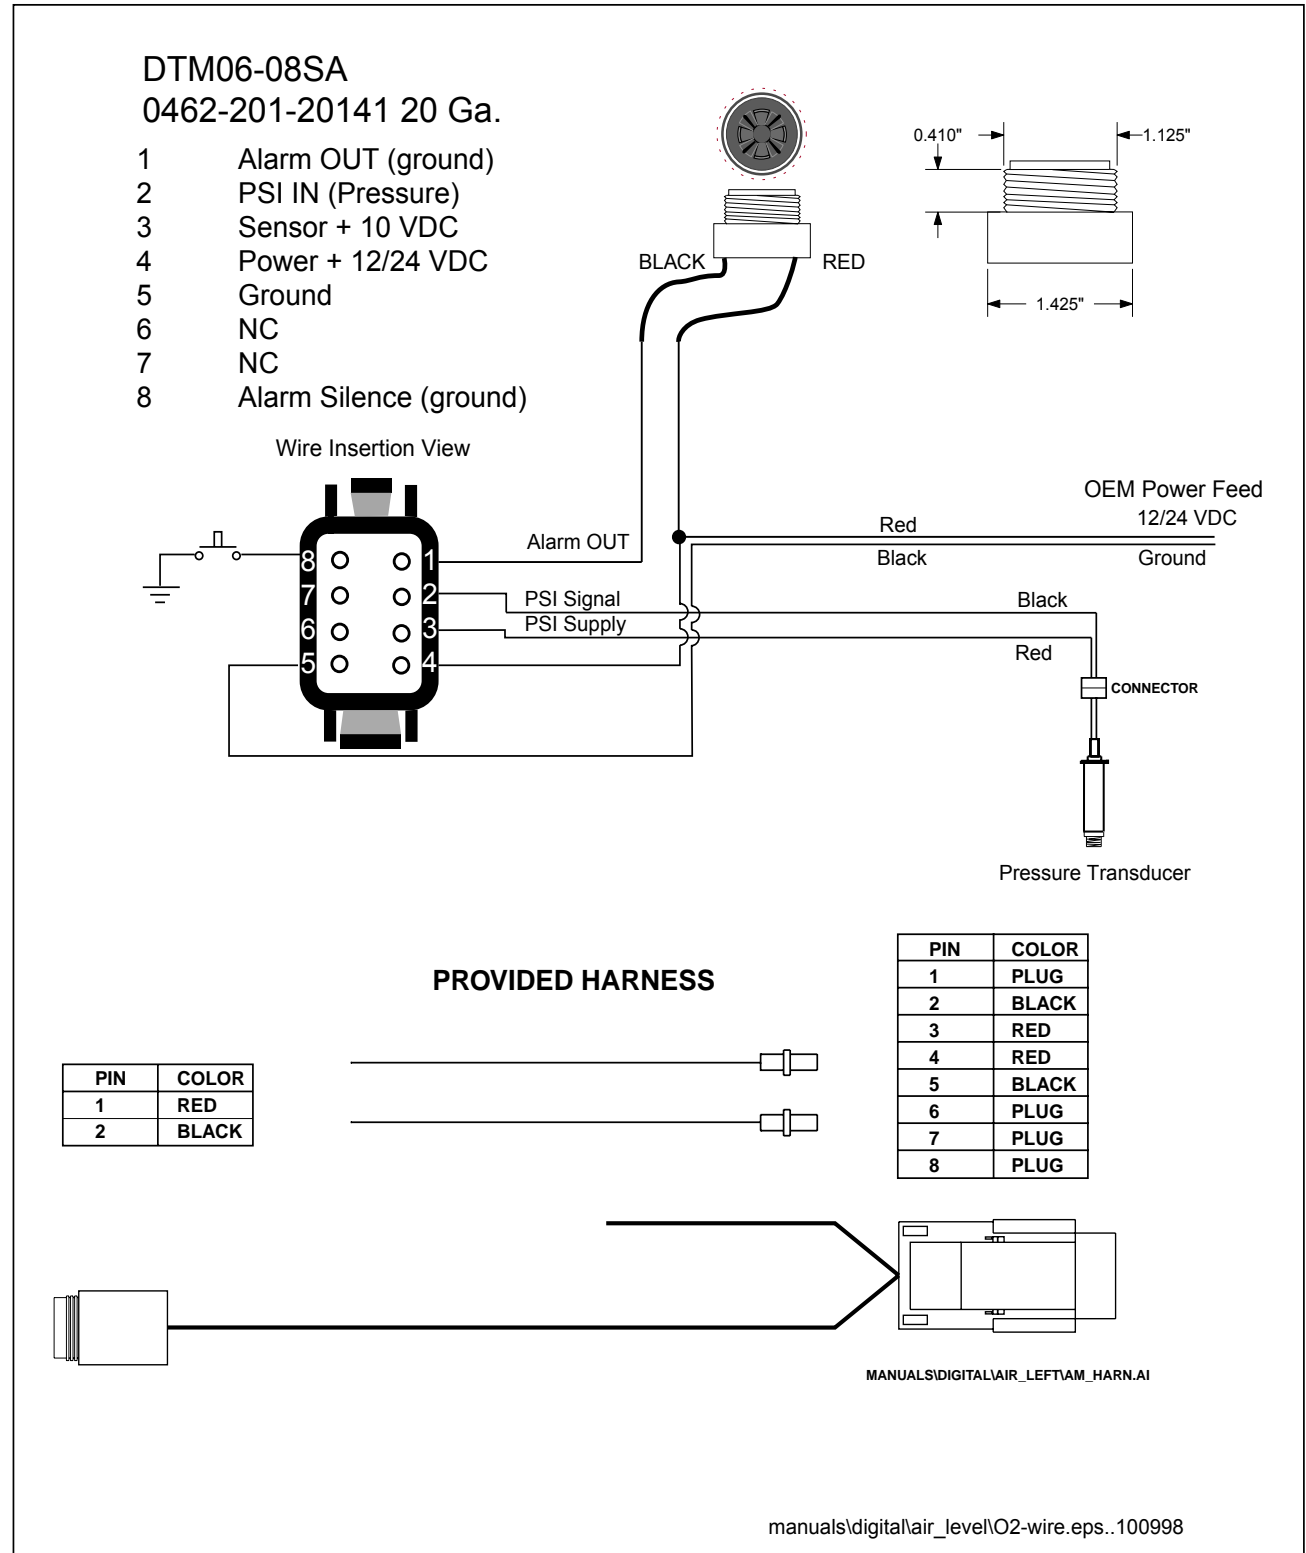 DTM06-08SA
0462-201-20141 20 Ga.
1 Alarm OUT (ground)
2 PSI IN (Pressure)
3 Sensor + 10 VDC
4 Power + 12/24 VDC
5 Ground
6 NC
7 NC
8 Alarm Silence (ground)
0.410" 1.125"
1.425"
BLACK RED
Wire Insertion View
OEM Power Feed
12/24 VDC
Red
Black Ground
Alarm OUT
8 1
7 2
6 3
5 4
PSI Signal Black
PSI Supply
Red
CONNECTOR
Pressure Transducer
PROVIDED HARNESS
PIN COLOR
1 RED
2 BLACK
PIN COLOR
1 PLUG
2 BLACK
3 RED
4 RED
5 BLACK
6 PLUG
7 PLUG
8 PLUG
MANUALS\DIGITAL\AIR_LEFT\AM_HARN.AI
manuals\digital\air_level\O2-wire.eps..100998